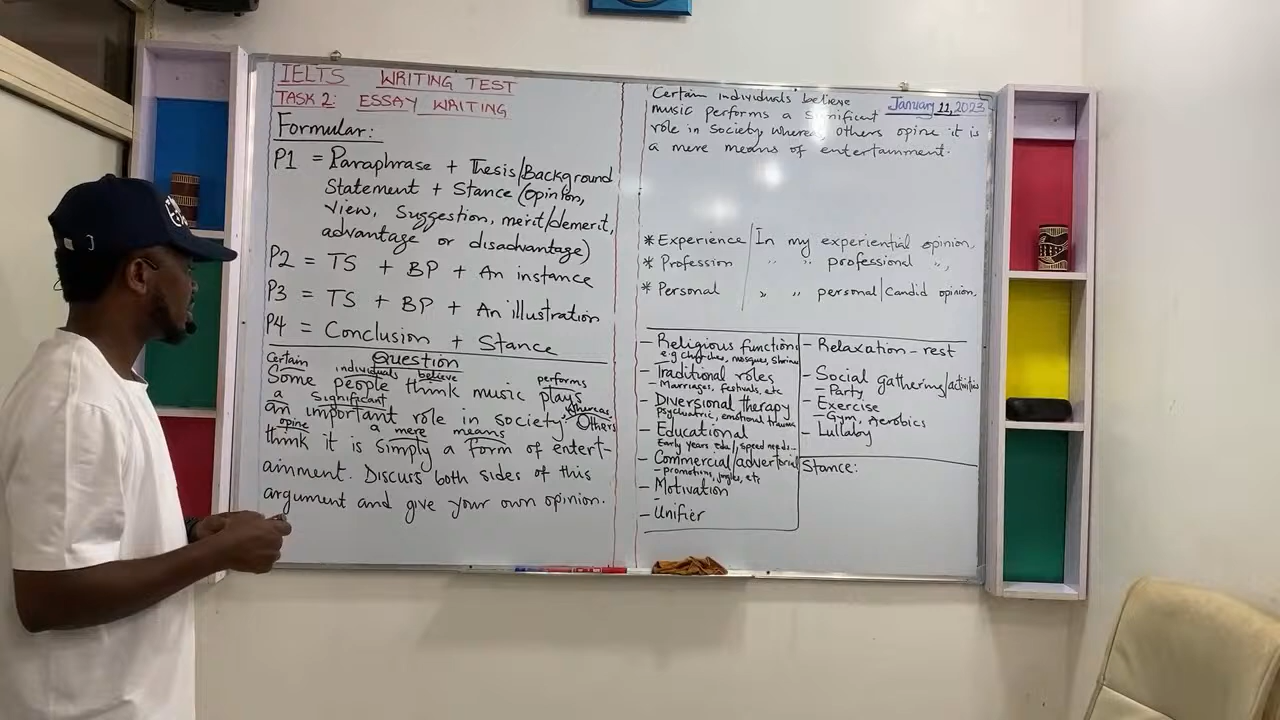 IELTS WRITING TEST
TASK 2: ESSAY WRITING
Formular:
P1 = Paraphrase + Thesis/Background
Statement + Stance (opinion,
view, suggestion, merit/demerit,
advantage or disadvantage)
P2 = TS + BP + An instance
P3 = TS + BP + An illustration
P4 = Conclusion + Stance
Question
Certain individuals believe performs
Some people think music plays
a significant whereas,
an important role in society. Others
opine a mere means
think it is simply a form of entert-
ainment. Discuss both sides of this
argument and give your own opinion.
January 11, 2023
Certain individuals believe
music performs a significant
role in society whereas others opine it is
a mere means of entertainment.
* Experience / In my experiential opinion,
* Profession " " professional ",
* Personal " " personal/candid opinion,
- Religious functions
e.g churches, mosques, shrines
- Traditional roles
- Marriages, festivals, etc
- Diversional therapy
psychiatric, emotional trauma
- Educational
Early years edu/speed needs...
- Commercial/advertorial
- promotions, jingles, etc
- Motivation
-
- Unifier
- Relaxation - rest
- Social gathering/activities
- Party
- Exercise
- Gym, Aerobics
- Lullaby
Stance: